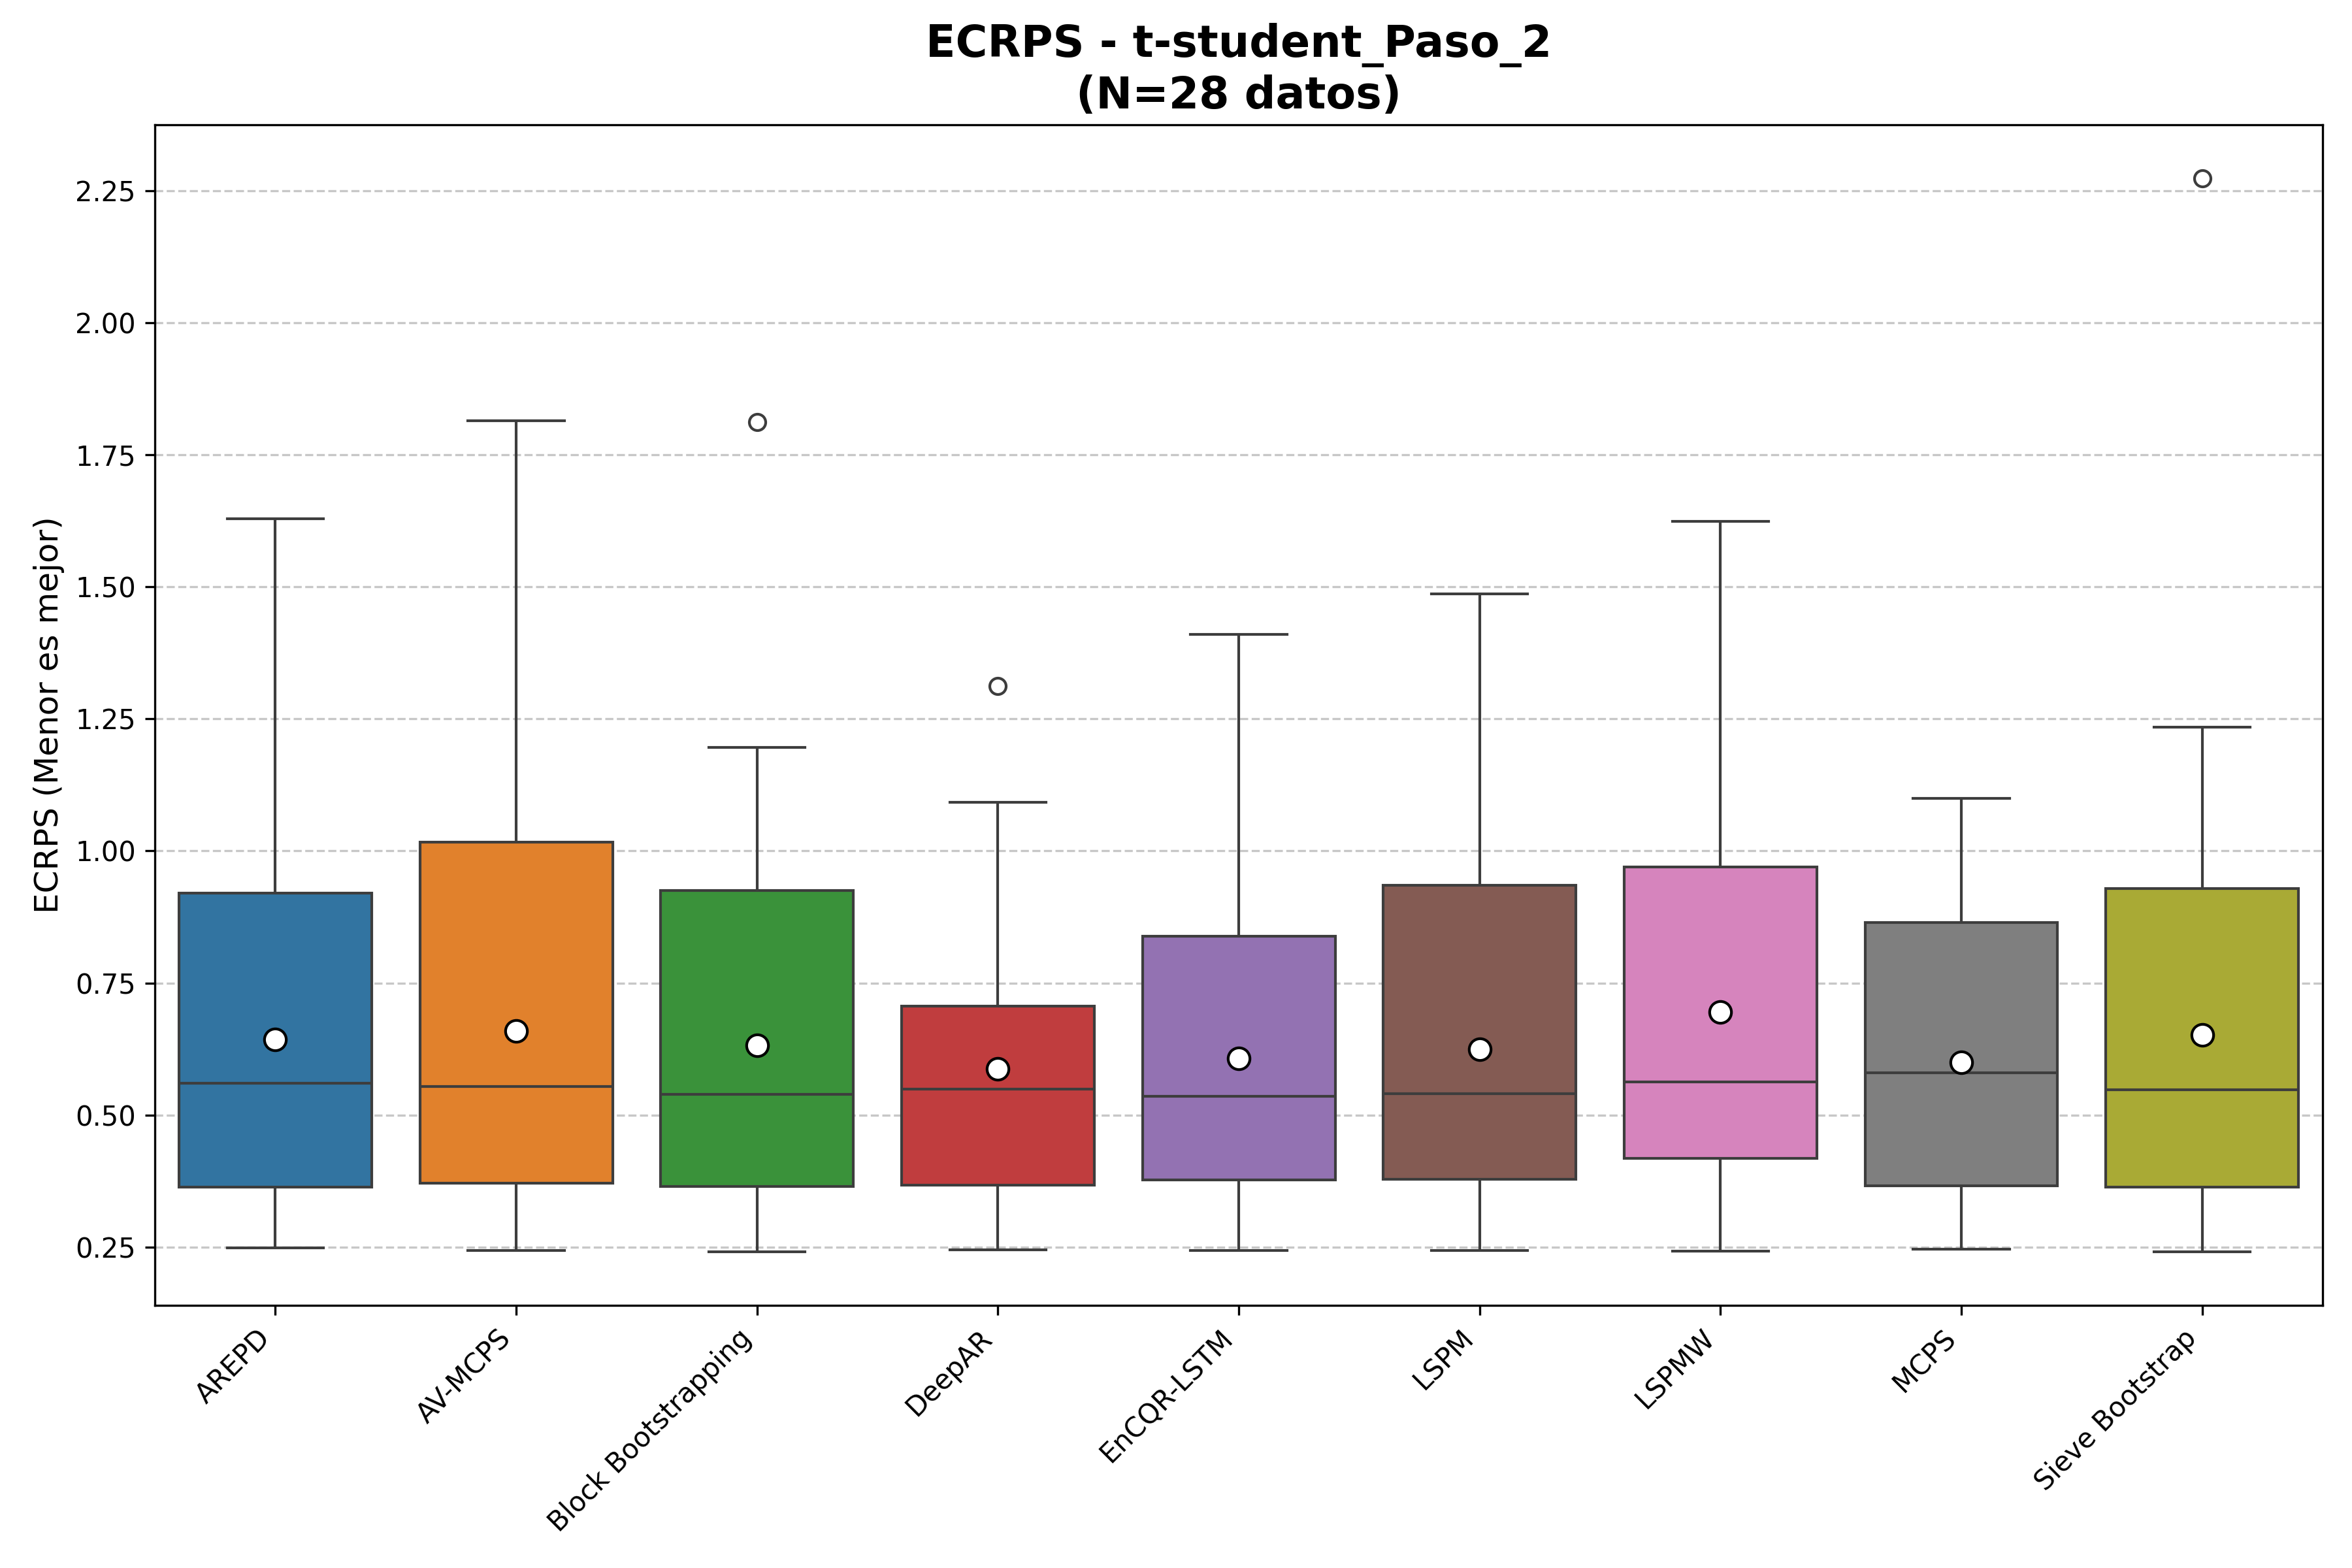 ECRPS - t-student_Paso_2
(N=28 datos)
ECRPS (Menor es mejor)
2.25
2.00
1.75
1.50
1.25
1.00
0.75
0.50
0.25
AREPD
AV-MCPS
Block Bootstrapping
DeepAR
EnCQR-LSTM
LSPM
LSPMW
MCPS
Sieve Bootstrap